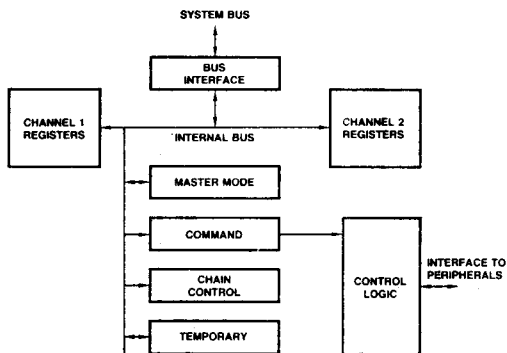 SYSTEM BUS
BUS
INTERFACE
CHANNEL 1
REGISTERS
INTERNAL BUS
CHANNEL 2
REGISTERS
MASTER MODE
COMMAND
CHAIN
CONTROL
TEMPORARY
CONTROL
LOGIC
INTERFACE TO
PERIPHERALS